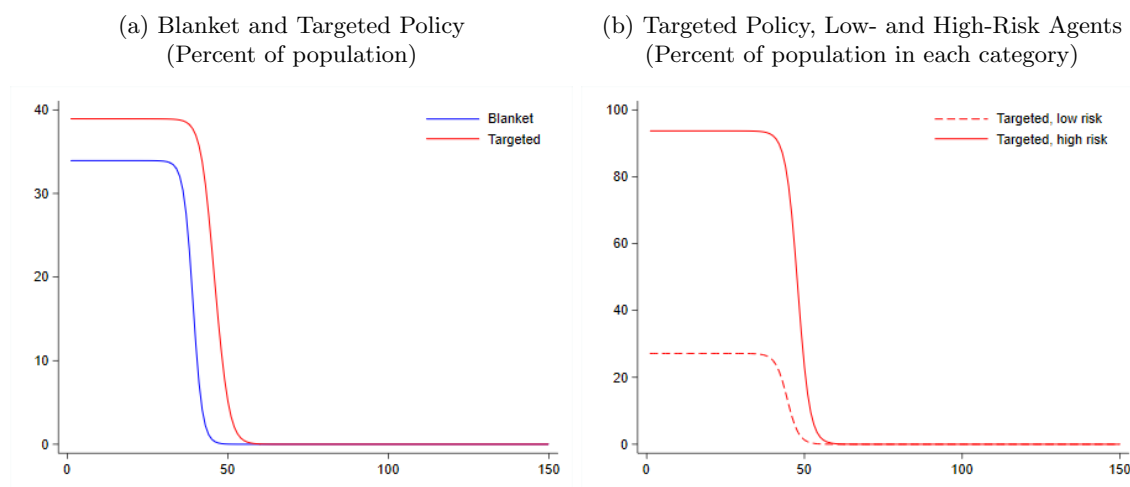 (a) Blanket and Targeted Policy
(Percent of population)
40
30
20
10
0
0
50
100
150
Blanket
Targeted
(b) Targeted Policy, Low- and High-Risk Agents
(Percent of population in each category)
100
80
60
40
20
0
0
50
100
150
Targeted, low risk
Targeted, high risk